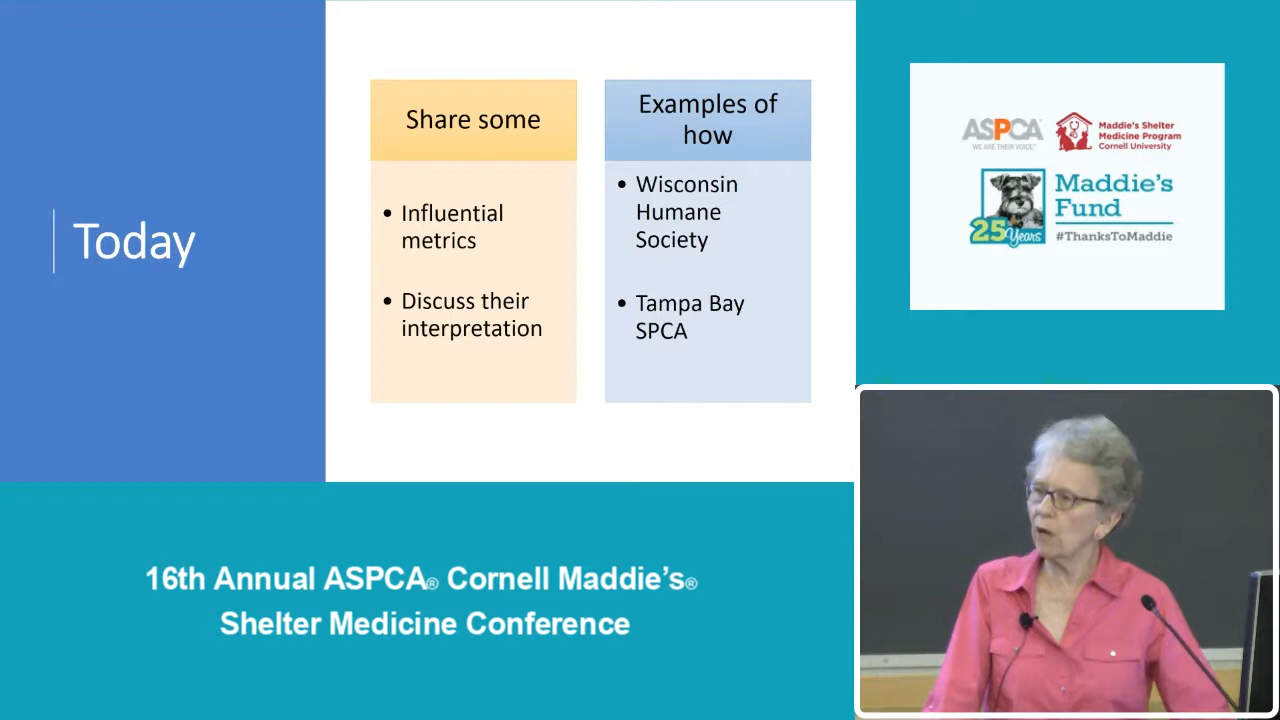 Today
Share some
• Influential
metrics
• Discuss their
interpretation
Examples of
how
• Wisconsin
Humane
Society
• Tampa Bay
SPCA
ASPCA®
WE ARE THEIR VOICE®
Maddie's Shelter
Medicine Program
Cornell University
Maddie's
Fund
25 Years
#ThanksToMaddie
16th Annual ASPCA® Cornell Maddie's®
Shelter Medicine Conference